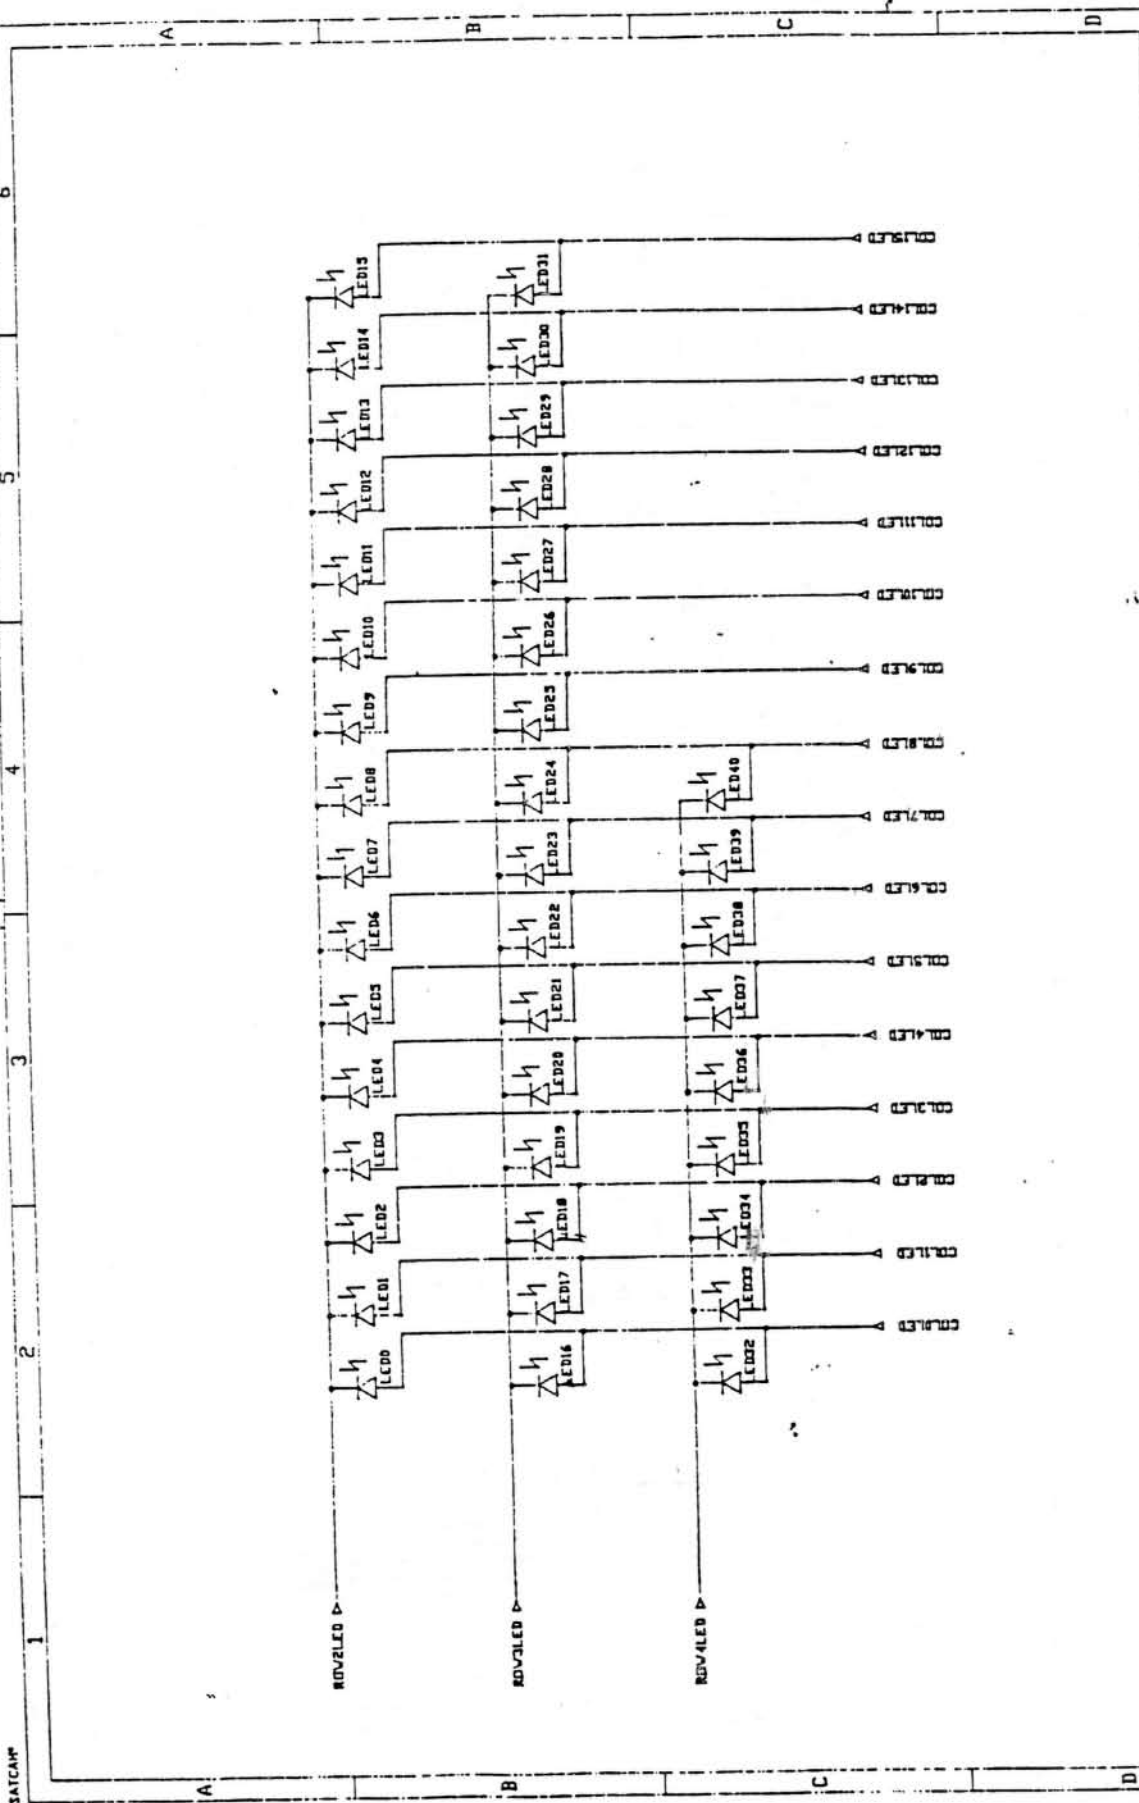 SATCAM"
1 2 3 4 5 6
A
B
C
D
A
B
C
D
ROW2LED
LED0 LED1 LED2 LED3 LED4 LED5 LED6 LED7 LED8 LED9 LED10 LED11 LED12 LED13 LED14 LED15
ROW3LED
LED16 LED17 LED18 LED19 LED20 LED21 LED22 LED23 LED24 LED25 LED26 LED27 LED28 LED29 LED30 LED31
ROW4LED
LED32 LED33 LED34 LED35 LED36 LED37 LED38 LED39 LED40
COL0LED COL1LED COL2LED COL3LED COL4LED COL5LED COL6LED COL7LED COL8LED COL9LED COL10LED COL11LED COL12LED COL13LED COL14LED COL15LED